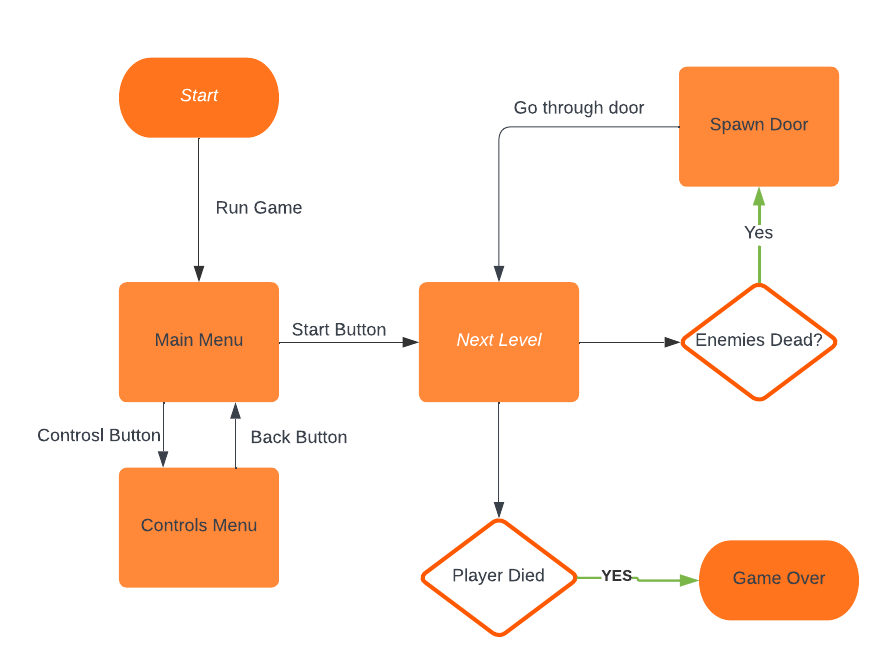 Start
Go through door
Spawn Door
Run Game
Yes
Main Menu
Start Button
Next Level
Enemies Dead?
Controsl Button
Back Button
Controls Menu
Player Died
YES
Game Over